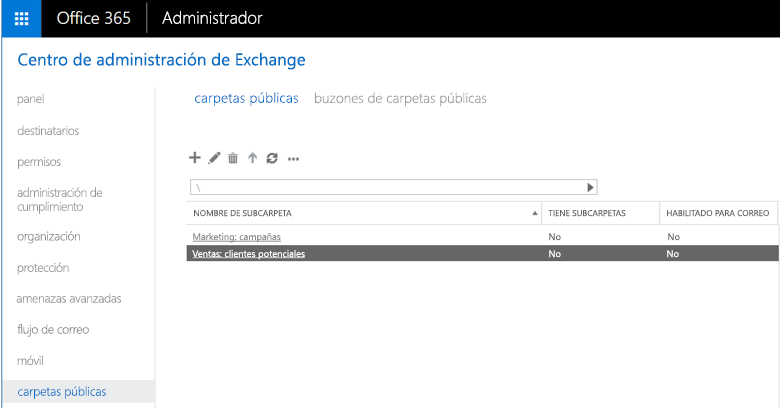 Office 365 Administrador
Centro de administración de Exchange
panel
destinatarios
permisos
administración de
cumplimiento
organización
protección
amenazas avanzadas
flujo de correo
móvil
carpetas públicas
carpetas públicas buzones de carpetas públicas
\
NOMBRE DE SUBCARPETA TIENE SUBCARPETAS HABILITADO PARA CORREO
Marketing: campañas No No
Ventas: clientes potenciales No No